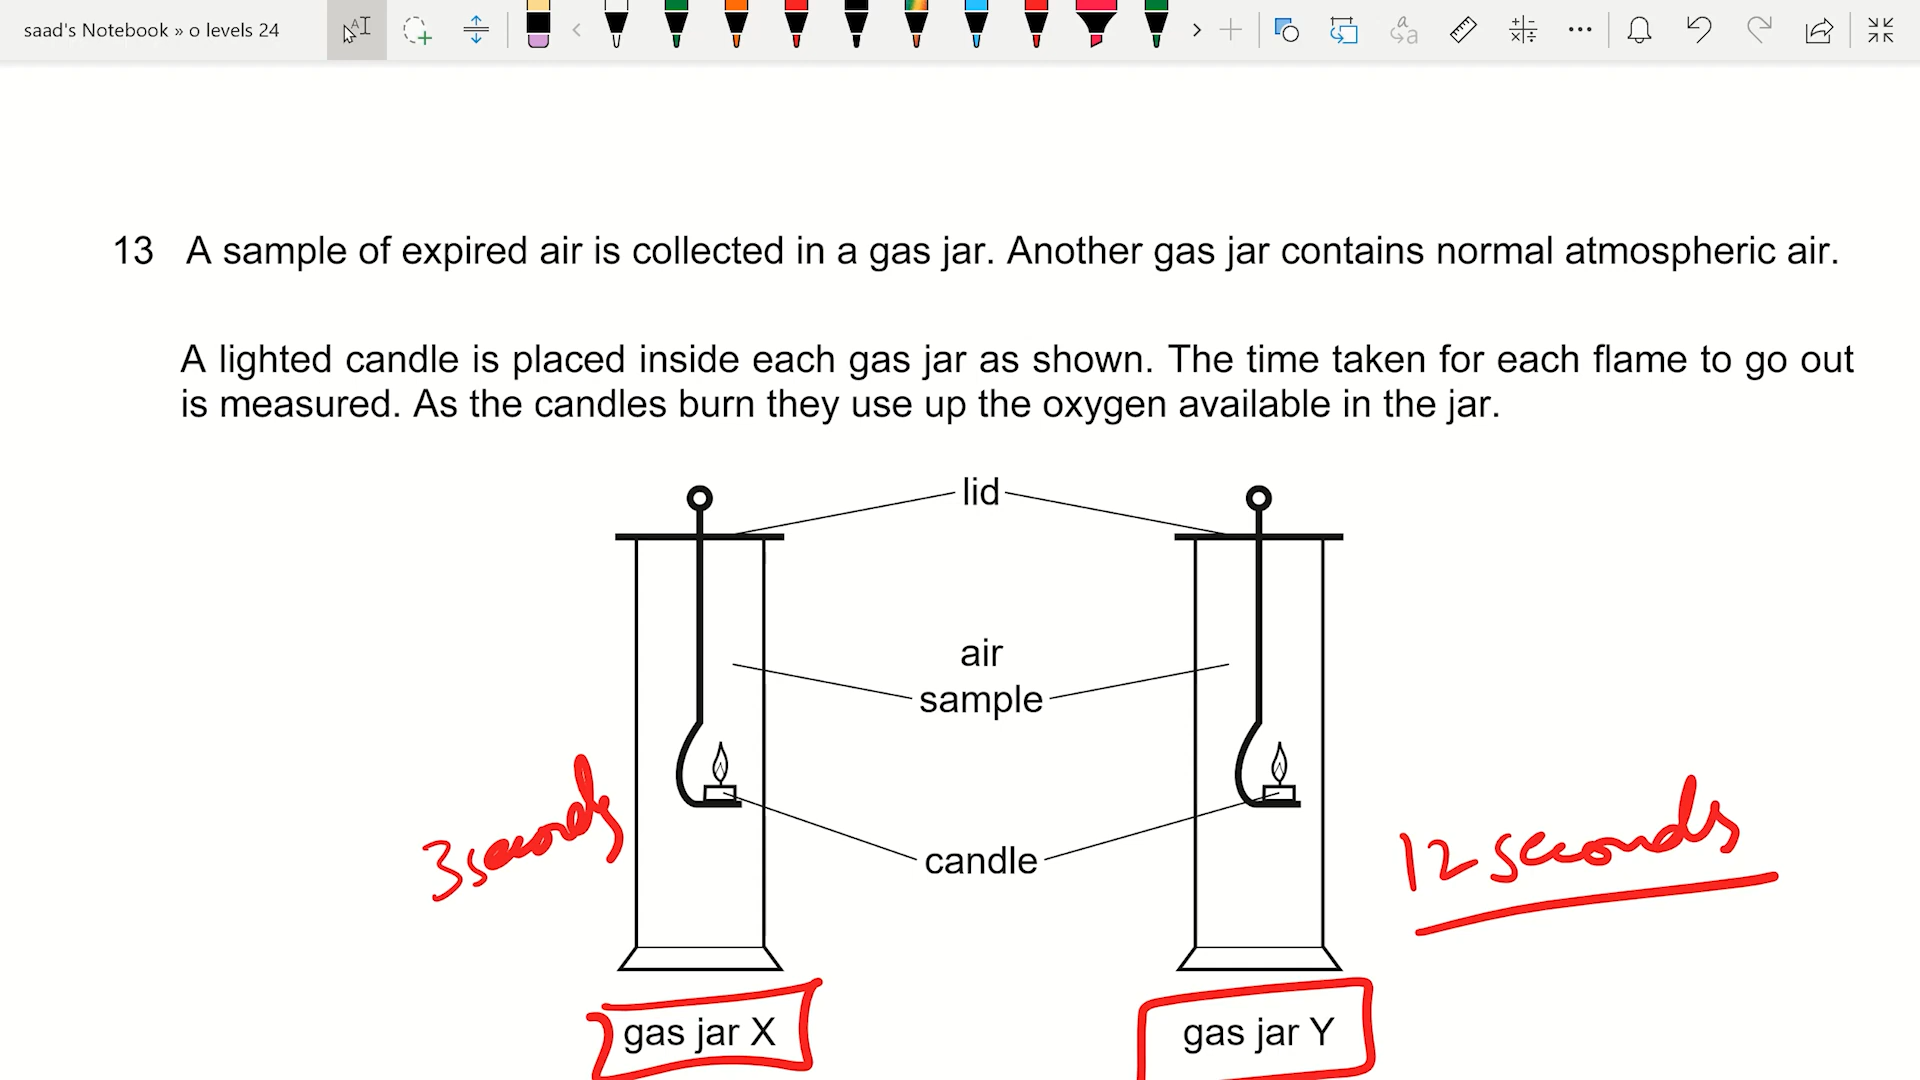 saad's Notebook » o levels 24
13 A sample of expired air is collected in a gas jar. Another gas jar contains normal atmospheric air.
A lighted candle is placed inside each gas jar as shown. The time taken for each flame to go out
is measured. As the candles burn they use up the oxygen available in the jar.
lid
air
sample
3 seconds
12 seconds
candle
gas jar X
gas jar Y